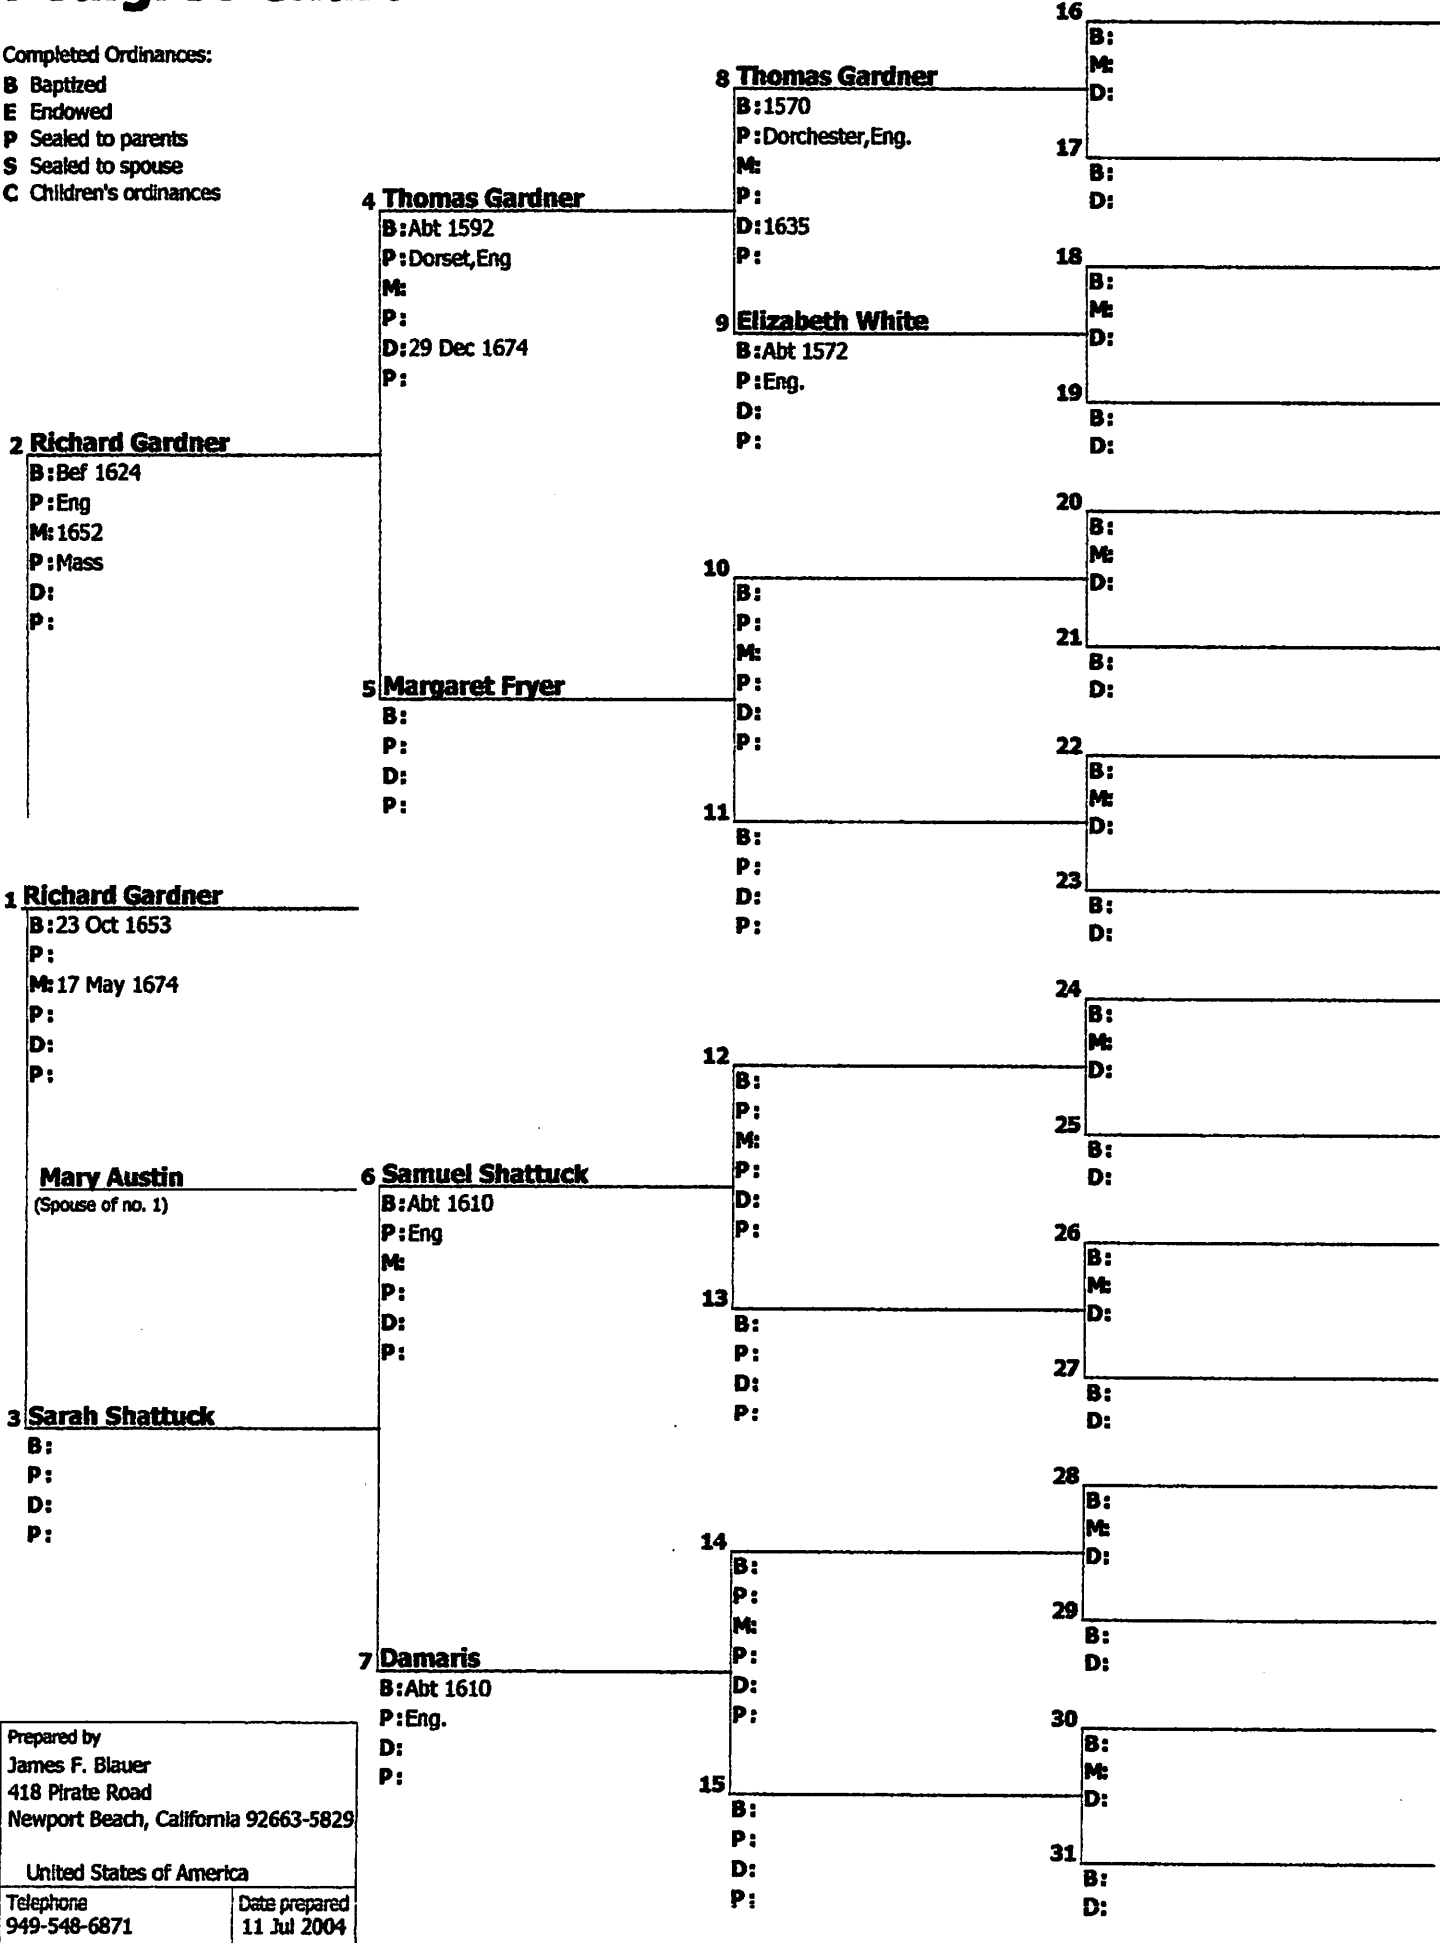 Completed Ordinances:
B Baptized
E Endowed
P Sealed to parents
S Sealed to spouse
C Children's ordinances
2 Richard Gardner
B:Bef 1624
P:Eng
M:1652
P:Mass
D:
P:
1 Richard Gardner
B:23 Oct 1653
P:
M:17 May 1674
P:
D:
P:
Mary Austin
(Spouse of no. 1)
3 Sarah Shattuck
B:
P:
D:
P:
4 Thomas Gardner
B:Abt 1592
P:Dorset,Eng
M:
P:
D:29 Dec 1674
P:
5 Margaret Fryer
B:
P:
D:
P:
6 Samuel Shattuck
B:Abt 1610
P:Eng
M:
P:
D:
P:
7 Damaris
B:Abt 1610
P:Eng.
D:
P:
8 Thomas Gardner
B:1570
P:Dorchester,Eng.
M:
P:
D:1635
P:
9 Elizabeth White
B:Abt 1572
P:Eng.
D:
P:
10
B:
P:
M:
P:
D:
P:
11
B:
P:
D:
P:
12
B:
P:
M:
P:
D:
P:
13
B:
P:
D:
P:
14
B:
P:
M:
P:
D:
P:
15
B:
P:
D:
P:
16
B:
M:
D:
17
B:
D:
18
B:
M:
D:
19
B:
D:
20
B:
M:
D:
21
B:
D:
22
B:
M:
D:
23
B:
D:
24
B:
M:
D:
25
B:
D:
26
B:
M:
D:
27
B:
D:
28
B:
M:
D:
29
B:
D:
30
B:
M:
D:
31
B:
D:
Prepared by
James F. Blauer
418 Pirate Road
Newport Beach, California 92663-5829
United States of America
Telephone
949-548-6871
Date prepared
11 Jul 2004